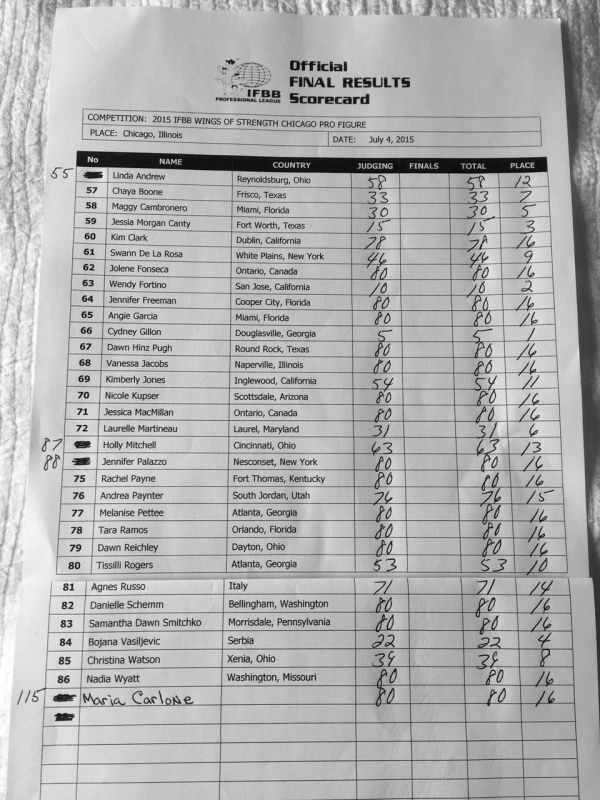 IFBB
PROFESSIONAL LEAGUE
Official
FINAL RESULTS
Scorecard
COMPETITION: 2015 IFBB WINGS OF STRENGTH CHICAGO PRO FIGURE
PLACE: Chicago, Illinois DATE: July 4, 2015
No NAME COUNTRY JUDGING FINALS TOTAL PLACE
55 Linda Andrew Reynoldsburg, Ohio 58 58 12
57 Chaya Boone Frisco, Texas 33 33 7
58 Maggy Cambronero Miami, Florida 30 30 5
59 Jessia Morgan Canty Fort Worth, Texas 15 15 3
60 Kim Clark Dublin, California 78 78 16
61 Swann De La Rosa White Plains, New York 46 46 9
62 Jolene Fonseca Ontario, Canada 80 80 16
63 Wendy Fortino San Jose, California 10 10 2
64 Jennifer Freeman Cooper City, Florida 80 80 16
65 Angie Garcia Miami, Florida 80 80 16
66 Cydney Gillon Douglasville, Georgia 5 5 1
67 Dawn Hinz Pugh Round Rock, Texas 80 80 16
68 Vanessa Jacobs Naperville, Illinois 80 80 16
69 Kimberly Jones Inglewood, California 54 54 11
70 Nicole Kupser Scottsdale, Arizona 80 80 16
71 Jessica MacMillan Ontario, Canada 80 80 16
72 Laurelle Martineau Laurel, Maryland 31 31 6
87 Holly Mitchell Cincinnati, Ohio 63 63 13
88 Jennifer Palazzo Nesconset, New York 80 80 16
75 Rachel Payne Fort Thomas, Kentucky 80 80 16
76 Andrea Paynter South Jordan, Utah 76 76 15
77 Melanise Pettee Atlanta, Georgia 80 80 16
78 Tara Ramos Orlando, Florida 80 80 16
79 Dawn Reichley Dayton, Ohio 80 80 16
80 Tissilli Rogers Atlanta, Georgia 53 53 10
81 Agnes Russo Italy 71 71 14
82 Danielle Schemm Bellingham, Washington 80 80 16
83 Samantha Dawn Smitchko Morrisdale, Pennsylvania 80 80 16
84 Bojana Vasiljevic Serbia 22 22 4
85 Christina Watson Xenia, Ohio 39 39 8
86 Nadia Wyatt Washington, Missouri 80 80 16
115 Maria Carlone 80 80 16